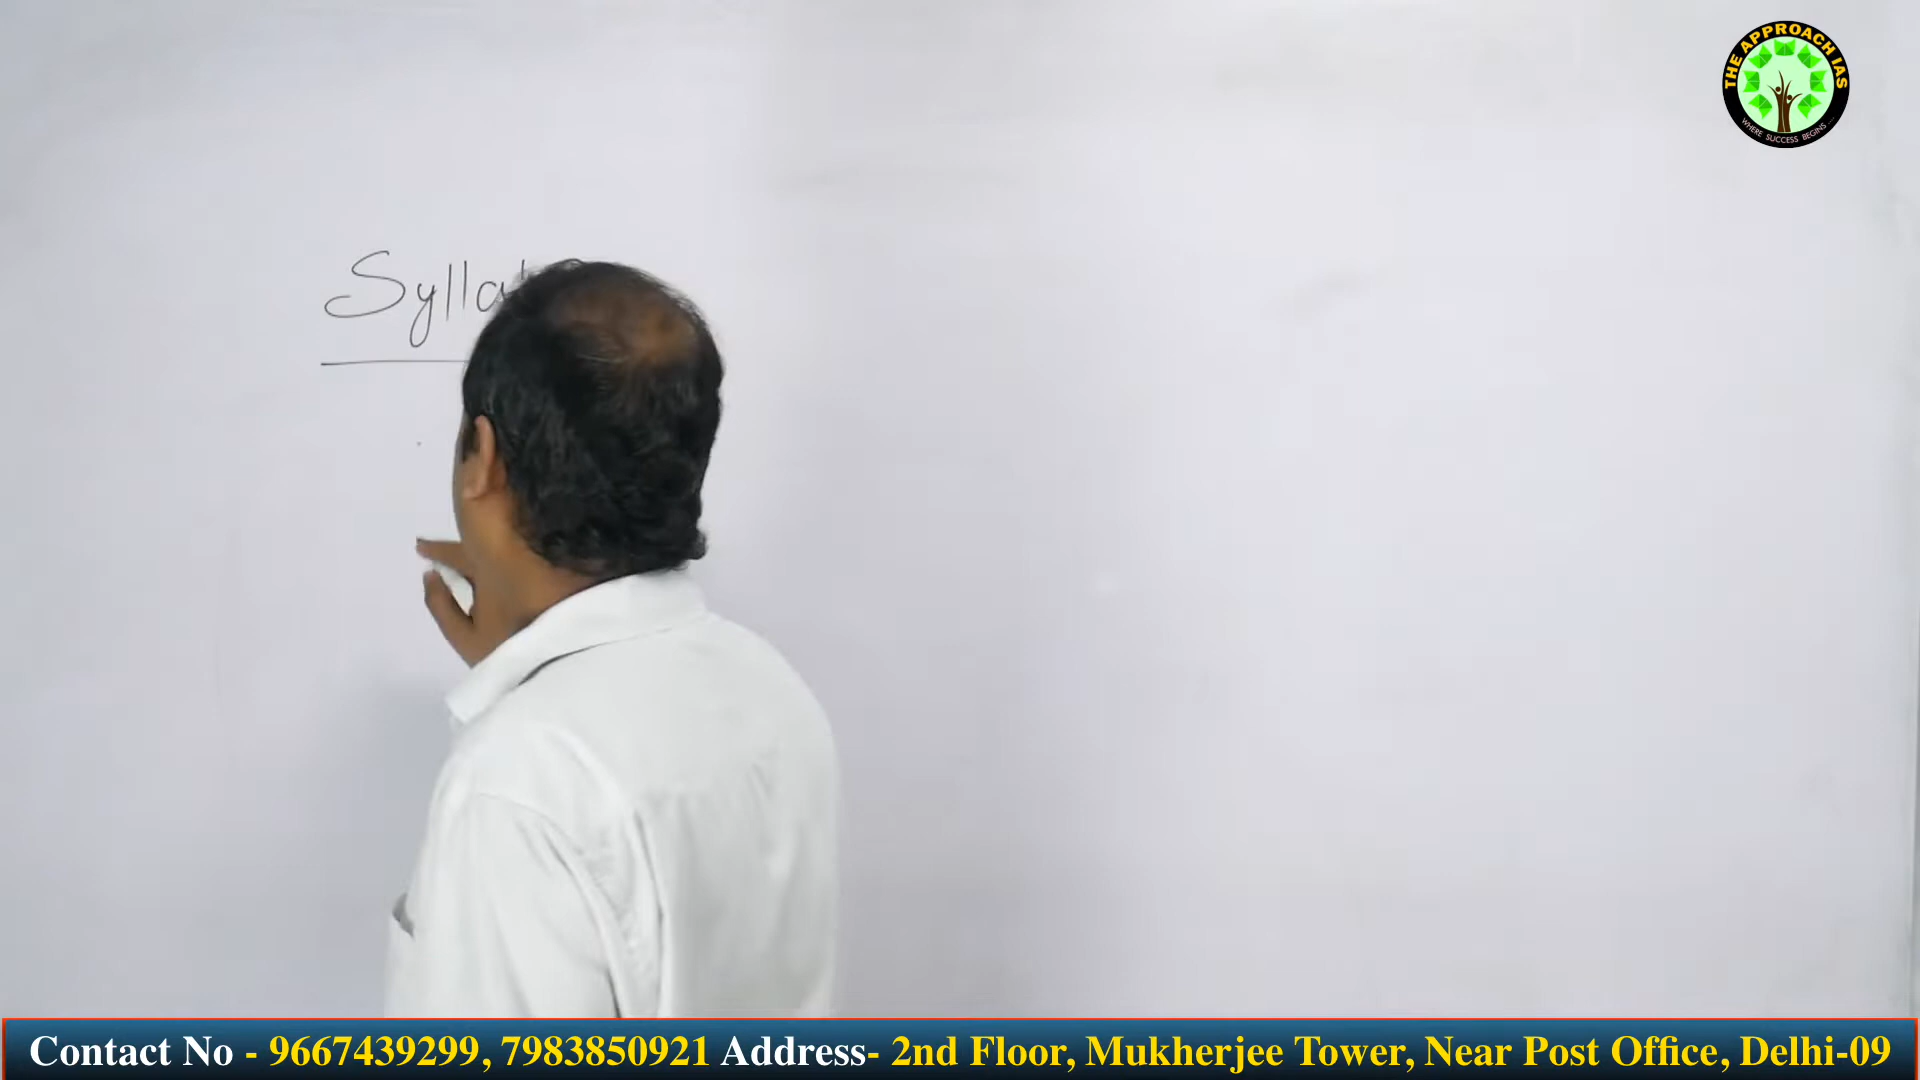 THE APPROACH IAS
WHERE SUCCESS BEGINS ....
Contact No - 9667439299, 7983850921 Address- 2nd Floor, Mukherjee Tower, Near Post Office, Delhi-09